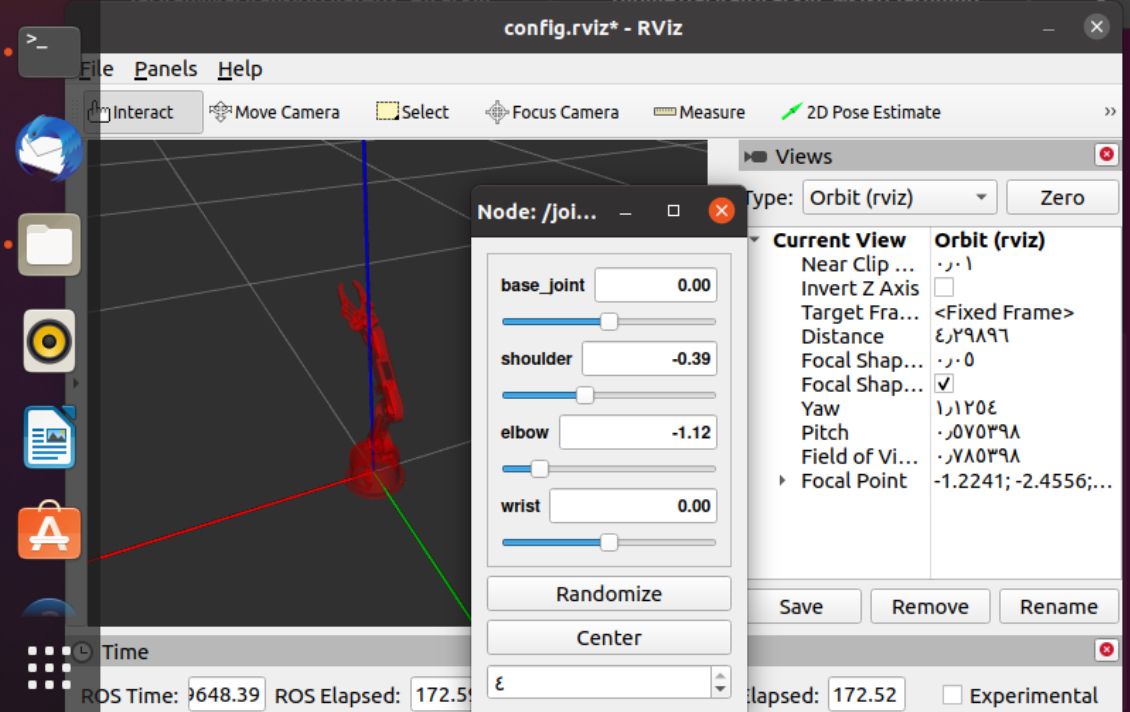 config.rviz* - RViz
File Panels Help
Interact Move Camera Select Focus Camera Measure 2D Pose Estimate »
Views
Type: Orbit (rviz) Zero
Current View Orbit (rviz)
Near Clip ... ٠٫٠١
Invert Z Axis
Target Fra... <Fixed Frame>
Distance ٤٫٢٩٨٩٦
Focal Shap... ٠٫٠٥
Focal Shap... ✓
Yaw ١٫١٢٥٤
Pitch ٠٫٥٧٥٣٩٨
Field of Vi... ٠٫٧٨٥٣٩٨
Focal Point -1.2241; -2.4556;...
Save Remove Rename
Node: /joi...
base_joint 0.00
shoulder -0.39
elbow -1.12
wrist 0.00
Randomize
Center
٤
Time
ROS Time: 9648.39 ROS Elapsed: 172.5 Elapsed: 172.52 Experimental